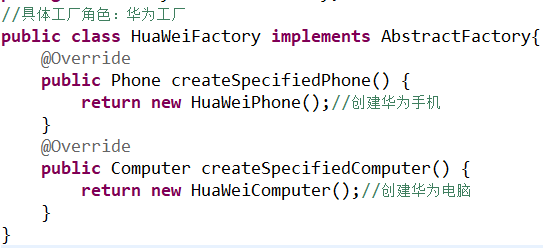 //具体工厂角色：华为工厂
public class HuaWeiFactory implements AbstractFactory{
    @Override
    public Phone createSpecifiedPhone() {
        return new HuaWeiPhone();//创建华为手机
    }
    @Override
    public Computer createSpecifiedComputer() {
        return new HuaWeiComputer();//创建华为电脑
    }
}